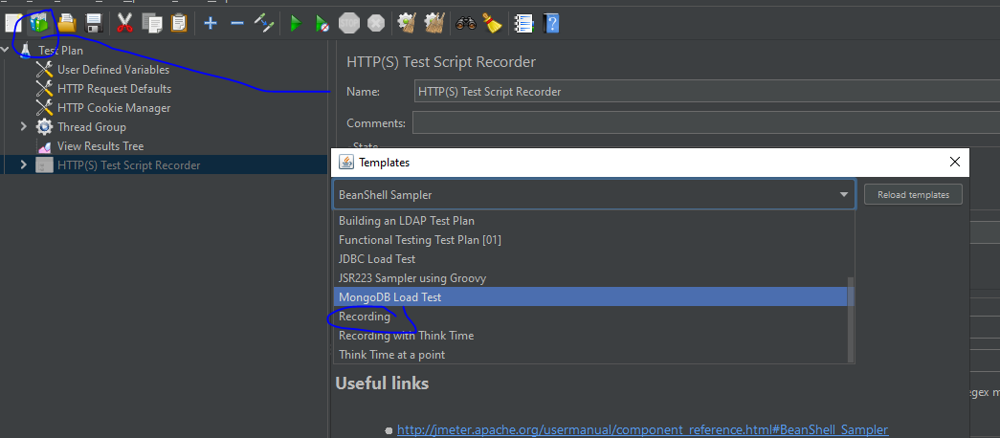 Test Plan
User Defined Variables
HTTP Request Defaults
HTTP Cookie Manager
Thread Group
View Results Tree
HTTP(S) Test Script Recorder
HTTP(S) Test Script Recorder
Name: HTTP(S) Test Script Recorder
Comments:
State
Templates
BeanShell Sampler
Reload templates
Building an LDAP Test Plan
Functional Testing Test Plan [01]
JDBC Load Test
JSR223 Sampler using Groovy
MongoDB Load Test
Recording
Recording with Think Time
Think Time at a point
Useful links
http://jmeter.apache.org/usermanual/component_reference.html#BeanShell_Sampler